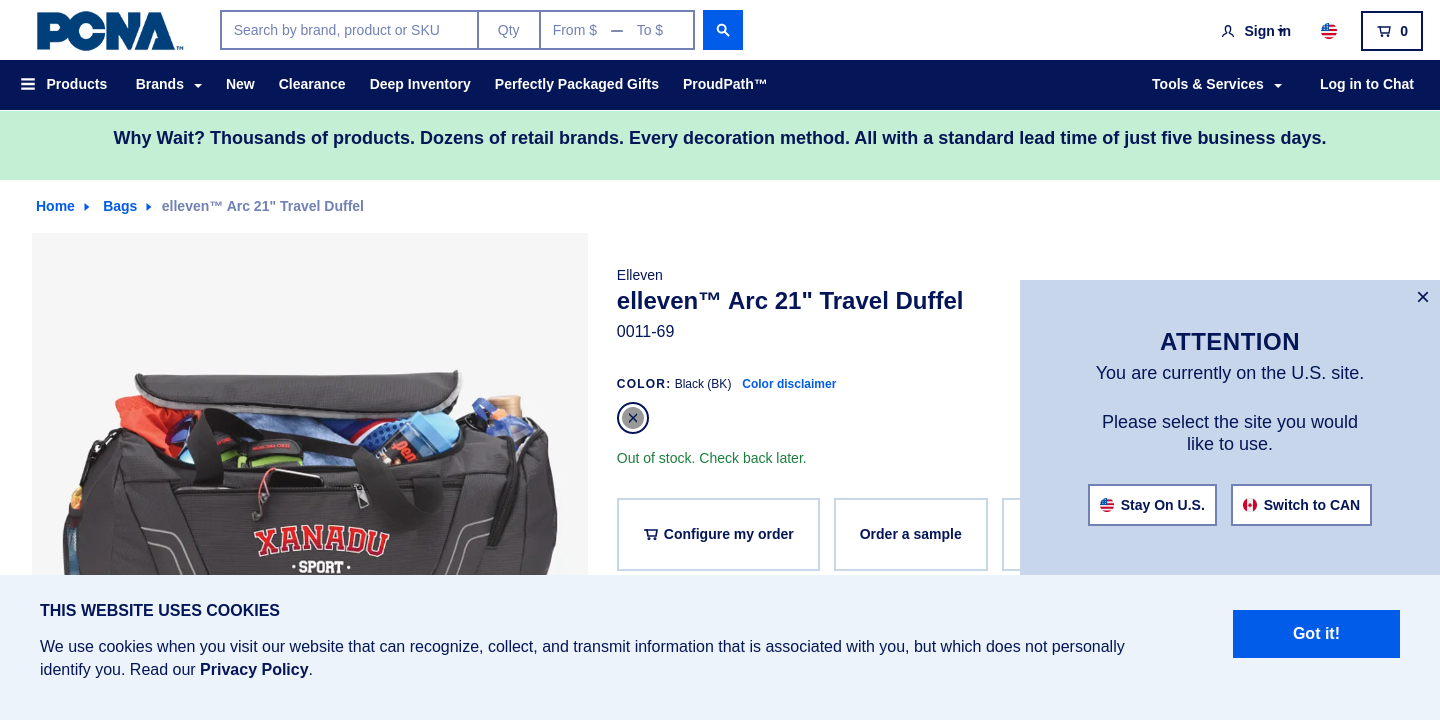 PCNA™
Search by brand, product or SKU
Qty
From $ — To $
Sign in
0
Products
Brands
New
Clearance
Deep Inventory
Perfectly Packaged Gifts
ProudPath™
Tools & Services
Log in to Chat
Why Wait? Thousands of products. Dozens of retail brands. Every decoration method. All with a standard lead time of just five business days.
Home
Bags
elleven™ Arc 21" Travel Duffel
Elleven
elleven™ Arc 21" Travel Duffel
0011-69
COLOR: Black (BK) Color disclaimer
Out of stock. Check back later.
Configure my order
Order a sample
XANADU
• SPORT •
ATTENTION
You are currently on the U.S. site.
Please select the site you would
like to use.
Stay On U.S.
Switch to CAN
THIS WEBSITE USES COOKIES
We use cookies when you visit our website that can recognize, collect, and transmit information that is associated with you, but which does not personally
identify you. Read our Privacy Policy.
Got it!